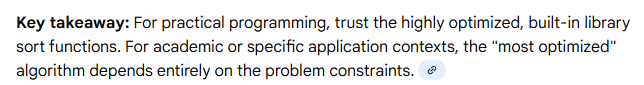 Key takeaway: For practical programming, trust the highly optimized, built-in library
sort functions. For academic or specific application contexts, the "most optimized"
algorithm depends entirely on the problem constraints.